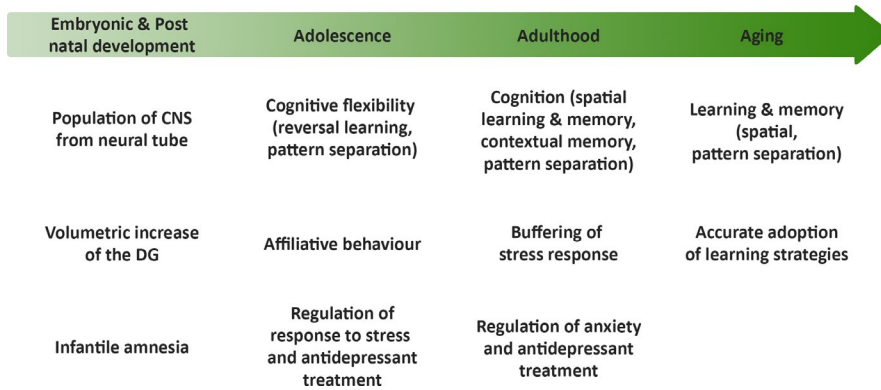 Embryonic & Post
natal development
Adolescence
Adulthood
Aging
Population of CNS
from neural tube
Cognitive flexibility
(reversal learning,
pattern separation)
Cognition (spatial
learning & memory,
contextual memory,
pattern separation)
Learning & memory
(spatial,
pattern separation)
Volumetric increase
of the DG
Affiliative behaviour
Buffering of
stress response
Accurate adoption
of learning strategies
Infantile amnesia
Regulation of
response to stress
and antidepressant
treatment
Regulation of anxiety
and antidepressant
treatment